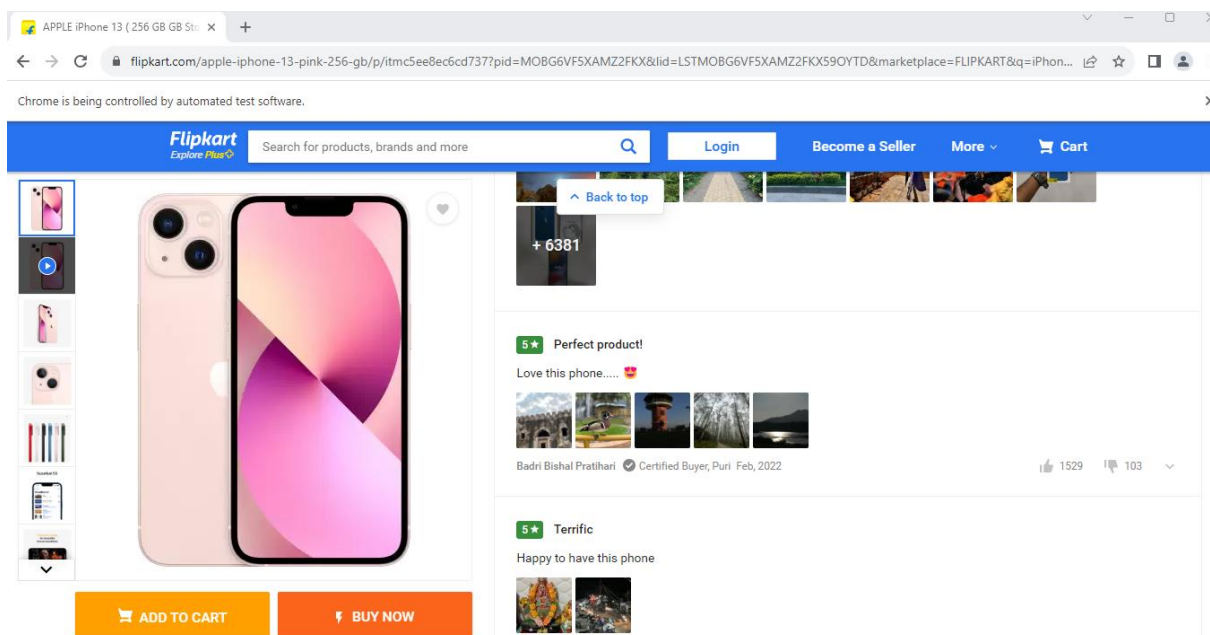 APPLE iPhone 13 ( 256 GB GB Sto
flipkart.com/apple-iphone-13-pink-256-gb/p/itmc5ee8ec6cd737?pid=MOBG6VF5XAMZ2FKX&lid=LSTMOBG6VF5XAMZ2FKX59OYTD&marketplace=FLIPKART&q=iPhon...
Chrome is being controlled by automated test software.
Flipkart
Explore Plus
Search for products, brands and more
Login
Become a Seller
More
Cart
Back to top
+ 6381
5★ Perfect product!
Love this phone..... 😍
Badri Bishal Pratihari Certified Buyer, Puri Feb, 2022
1529 103
5★ Terrific
Happy to have this phone
ADD TO CART
BUY NOW